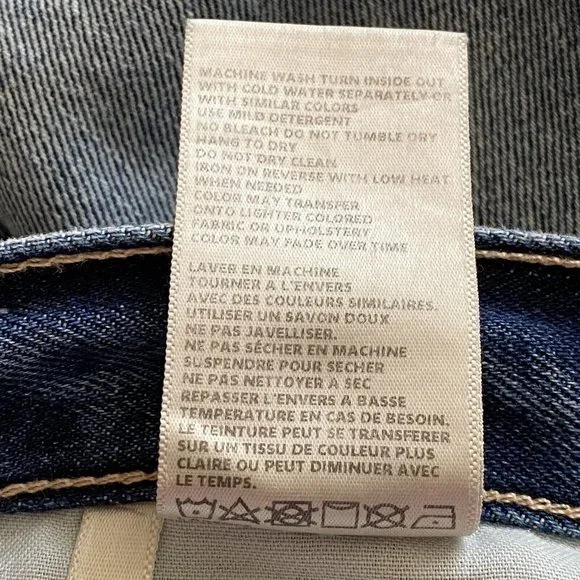 MACHINE WASH TURN INSIDE OUT
WITH COLD WATER SEPARATELY OR
WITH SIMILAR COLORS
USE MILD DETERGENT
NO BLEACH DO NOT TUMBLE DRY
HANG TO DRY
DO NOT DRY CLEAN
IRON ON REVERSE WITH LOW HEAT
WHEN NEEDED
COLOR MAY TRANSFER
ONTO LIGHTER COLORED
FABRIC OR UPHOLSTERY
COLOR MAY FADE OVER TIME
LAVER EN MACHINE
TOURNER A L'ENVERS
AVEC DES COULEURS SIMILAIRES.
UTILISER UN SAVON DOUX
NE PAS JAVELLISER.
NE PAS SÉCHER EN MACHINE
SUSPENDRE POUR SECHER
NE PAS NETTOYER A SEC
REPASSER L'ENVERS A BASSE
TEMPERATURE EN CAS DE BESOIN.
LE TEINTURE PEUT SE TRANSFERER
SUR UN TISSU DE COULEUR PLUS
CLAIRE OU PEUT DIMINUER AVEC
LE TEMPS.